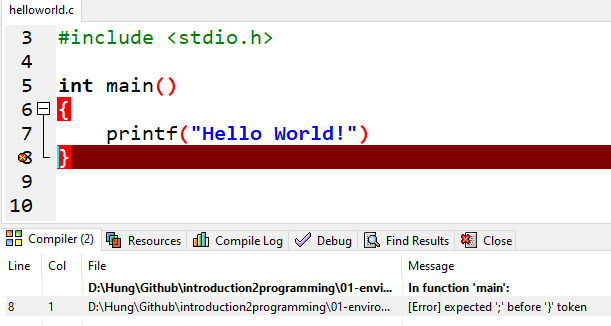 helloworld.c
3 #include <stdio.h>
4
5 int main()
6 {
7 printf("Hello World!")
8 }
9
10
Compiler (2) Resources Compile Log Debug Find Results Close
Line Col File Message
D:\Hung\Github\introduction2programming\01-envi... In function 'main':
8 1 D:\Hung\Github\introduction2programming\01-enviro... [Error] expected ';' before '}' token